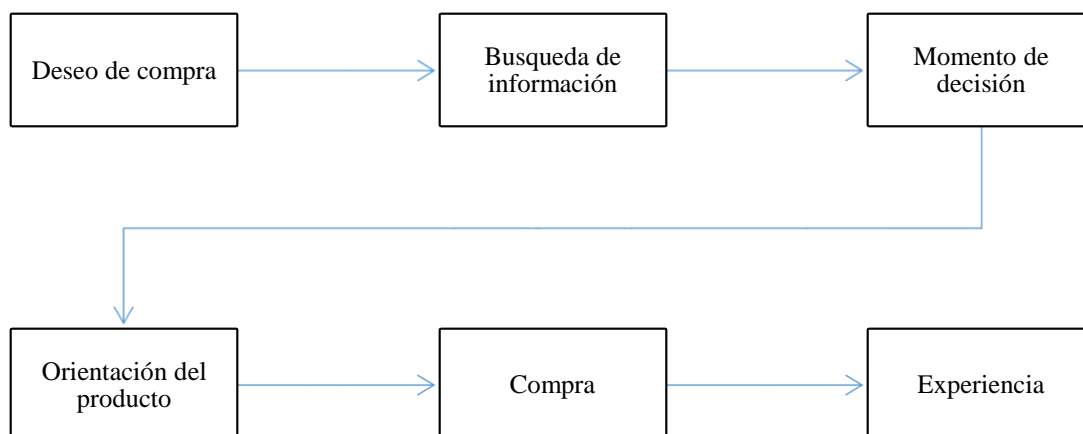 Deseo de compra
Busqueda de
información
Momento de
decisión
Orientación del
producto
Compra
Experiencia